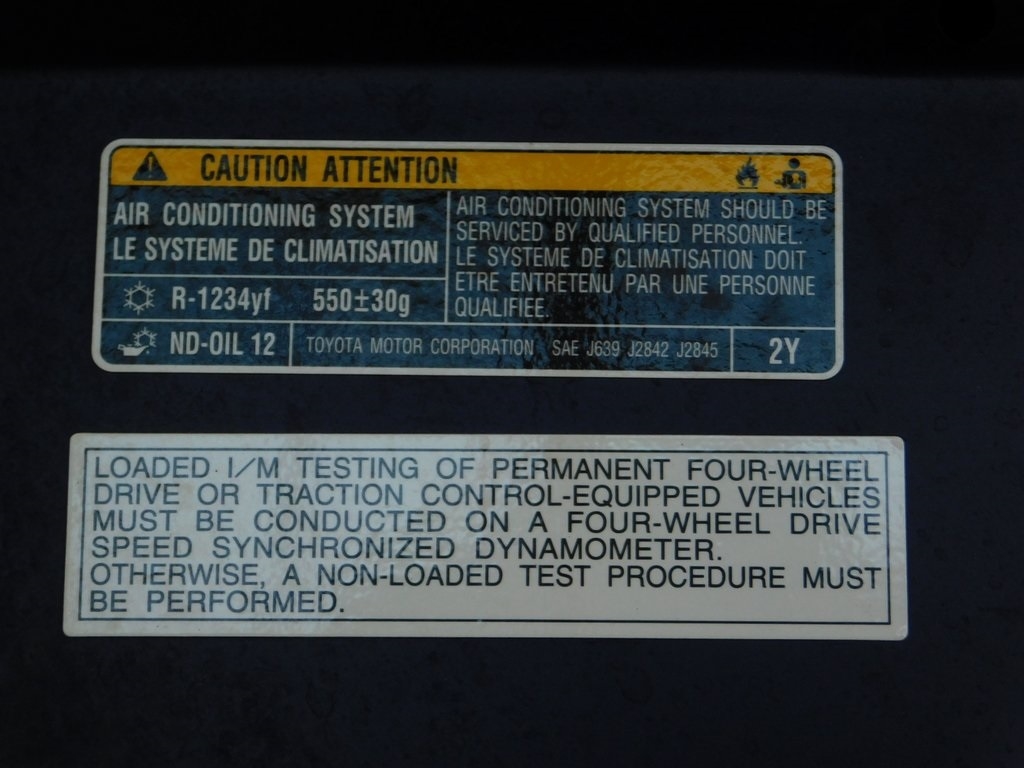 CAUTION ATTENTION
AIR CONDITIONING SYSTEM
LE SYSTEME DE CLIMATISATION
AIR CONDITIONING SYSTEM SHOULD BE
SERVICED BY QUALIFIED PERSONNEL.
LE SYSTEME DE CLIMATISATION DOIT
ETRE ENTRETENU PAR UNE PERSONNE
QUALIFIEE.
R-1234yf 550±30g
ND-OIL 12 TOYOTA MOTOR CORPORATION SAE J639 J2842 J2845 2Y
LOADED I/M TESTING OF PERMANENT FOUR-WHEEL
DRIVE OR TRACTION CONTROL-EQUIPPED VEHICLES
MUST BE CONDUCTED ON A FOUR-WHEEL DRIVE
SPEED SYNCHRONIZED DYNAMOMETER.
OTHERWISE, A NON-LOADED TEST PROCEDURE MUST
BE PERFORMED.